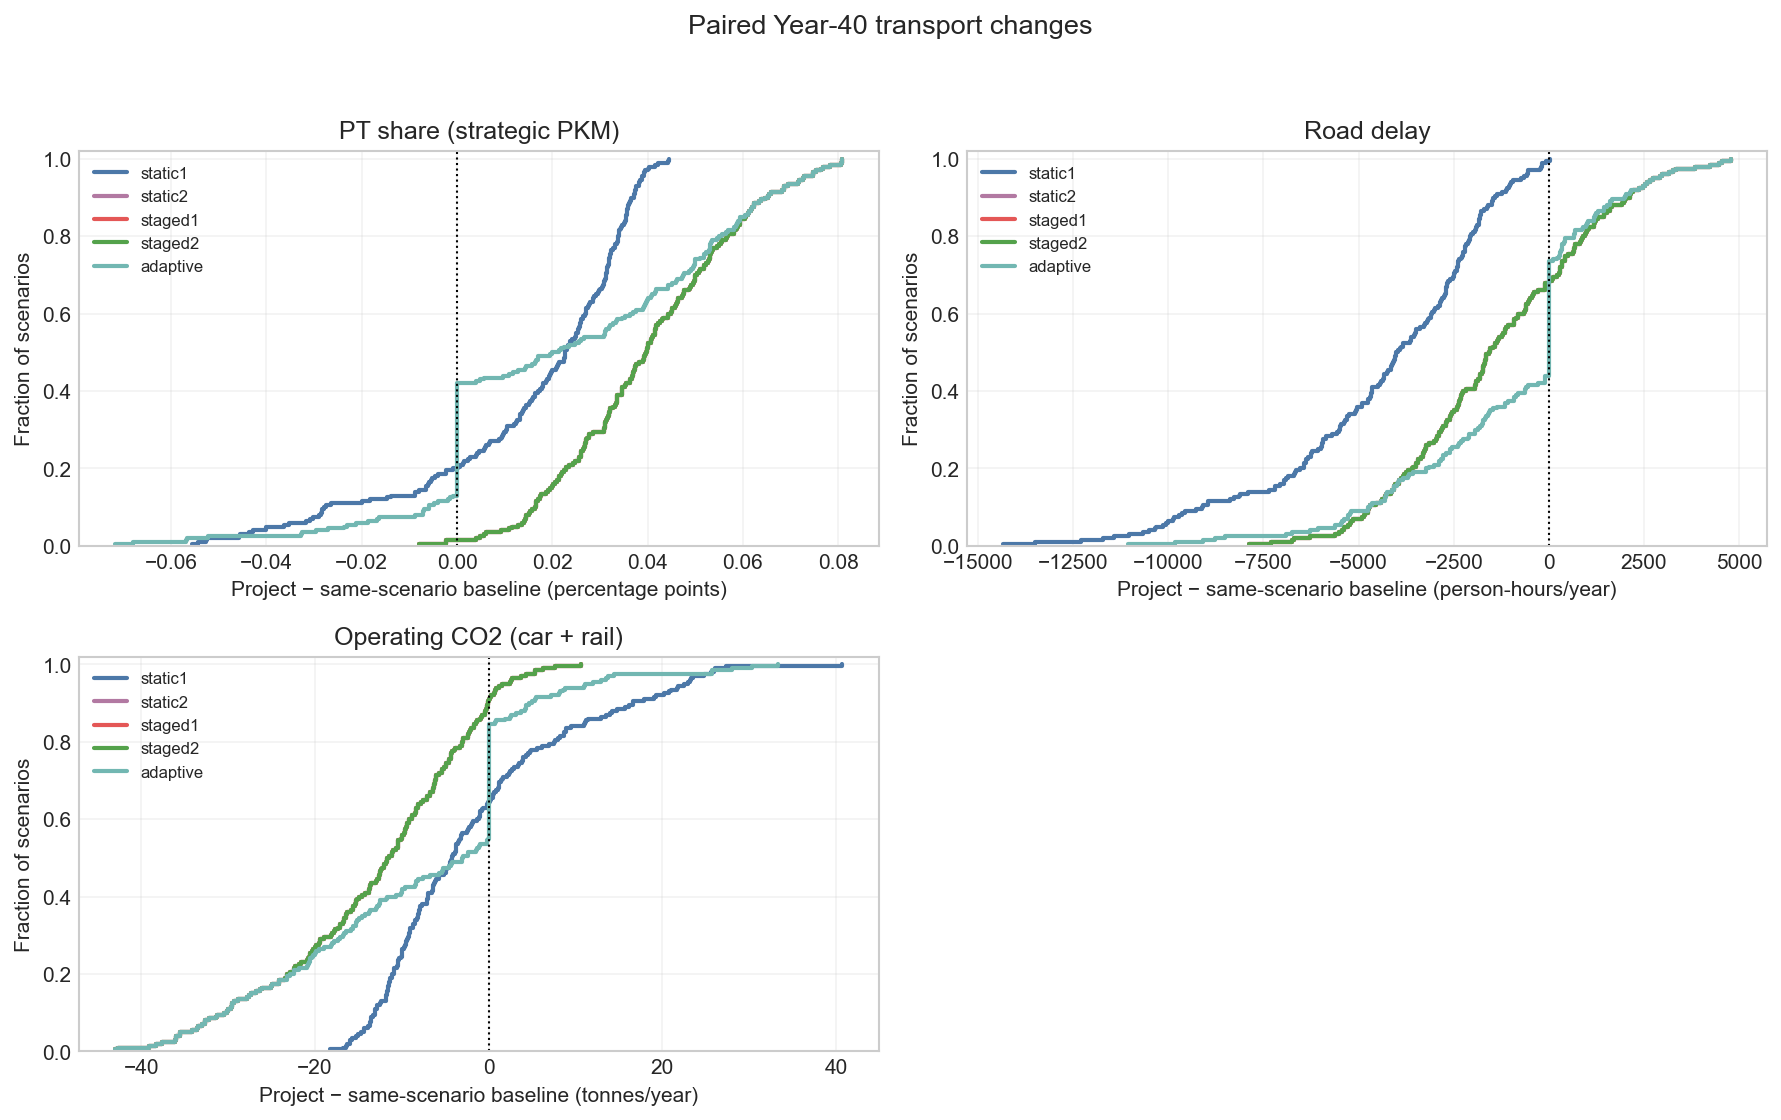 Paired Year-40 transport changes
PT share (strategic PKM)
Fraction of scenarios
1.0
0.8
0.6
0.4
0.2
0.0
static1
static2
staged1
staged2
adaptive
−0.06 −0.04 −0.02 0.00 0.02 0.04 0.06 0.08
Project − same-scenario baseline (percentage points)
Road delay
Fraction of scenarios
1.0
0.8
0.6
0.4
0.2
0.0
static1
static2
staged1
staged2
adaptive
−15000 −12500 −10000 −7500 −5000 −2500 0 2500 5000
Project − same-scenario baseline (person-hours/year)
Operating CO2 (car + rail)
Fraction of scenarios
1.0
0.8
0.6
0.4
0.2
0.0
static1
static2
staged1
staged2
adaptive
−40 −20 0 20 40
Project − same-scenario baseline (tonnes/year)